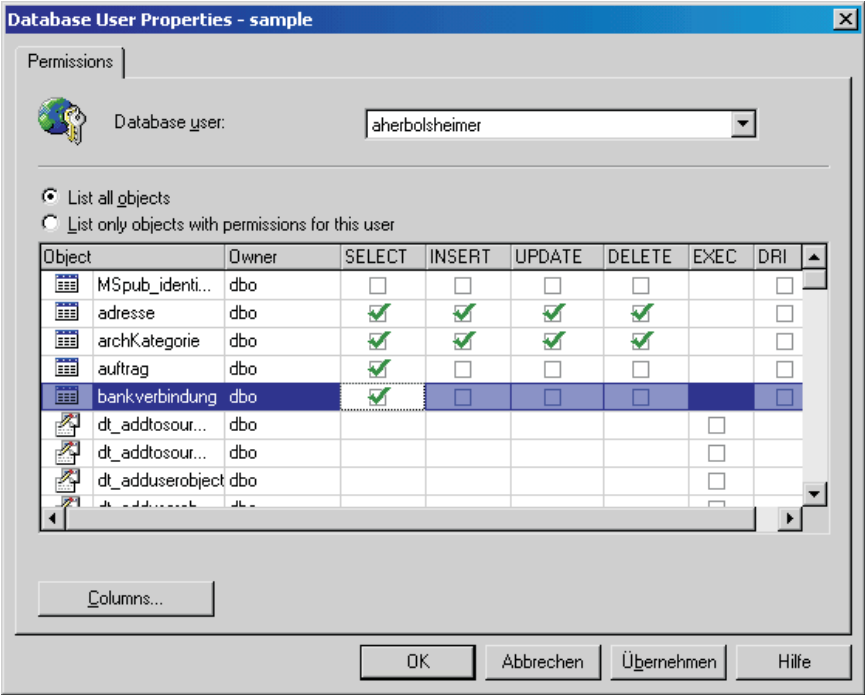 Database User Properties - sample
Permissions
Database user:
aherbolsheimer
List all objects
List only objects with permissions for this user
Object Owner SELECT INSERT UPDATE DELETE EXEC DRI
MSpub_identi... dbo
adresse dbo
archKategorie dbo
auftrag dbo
bankverbindung dbo
dt_addtosour... dbo
dt_addtosour... dbo
dt_adduserobject dbo
Columns...
OK Abbrechen Übernehmen Hilfe